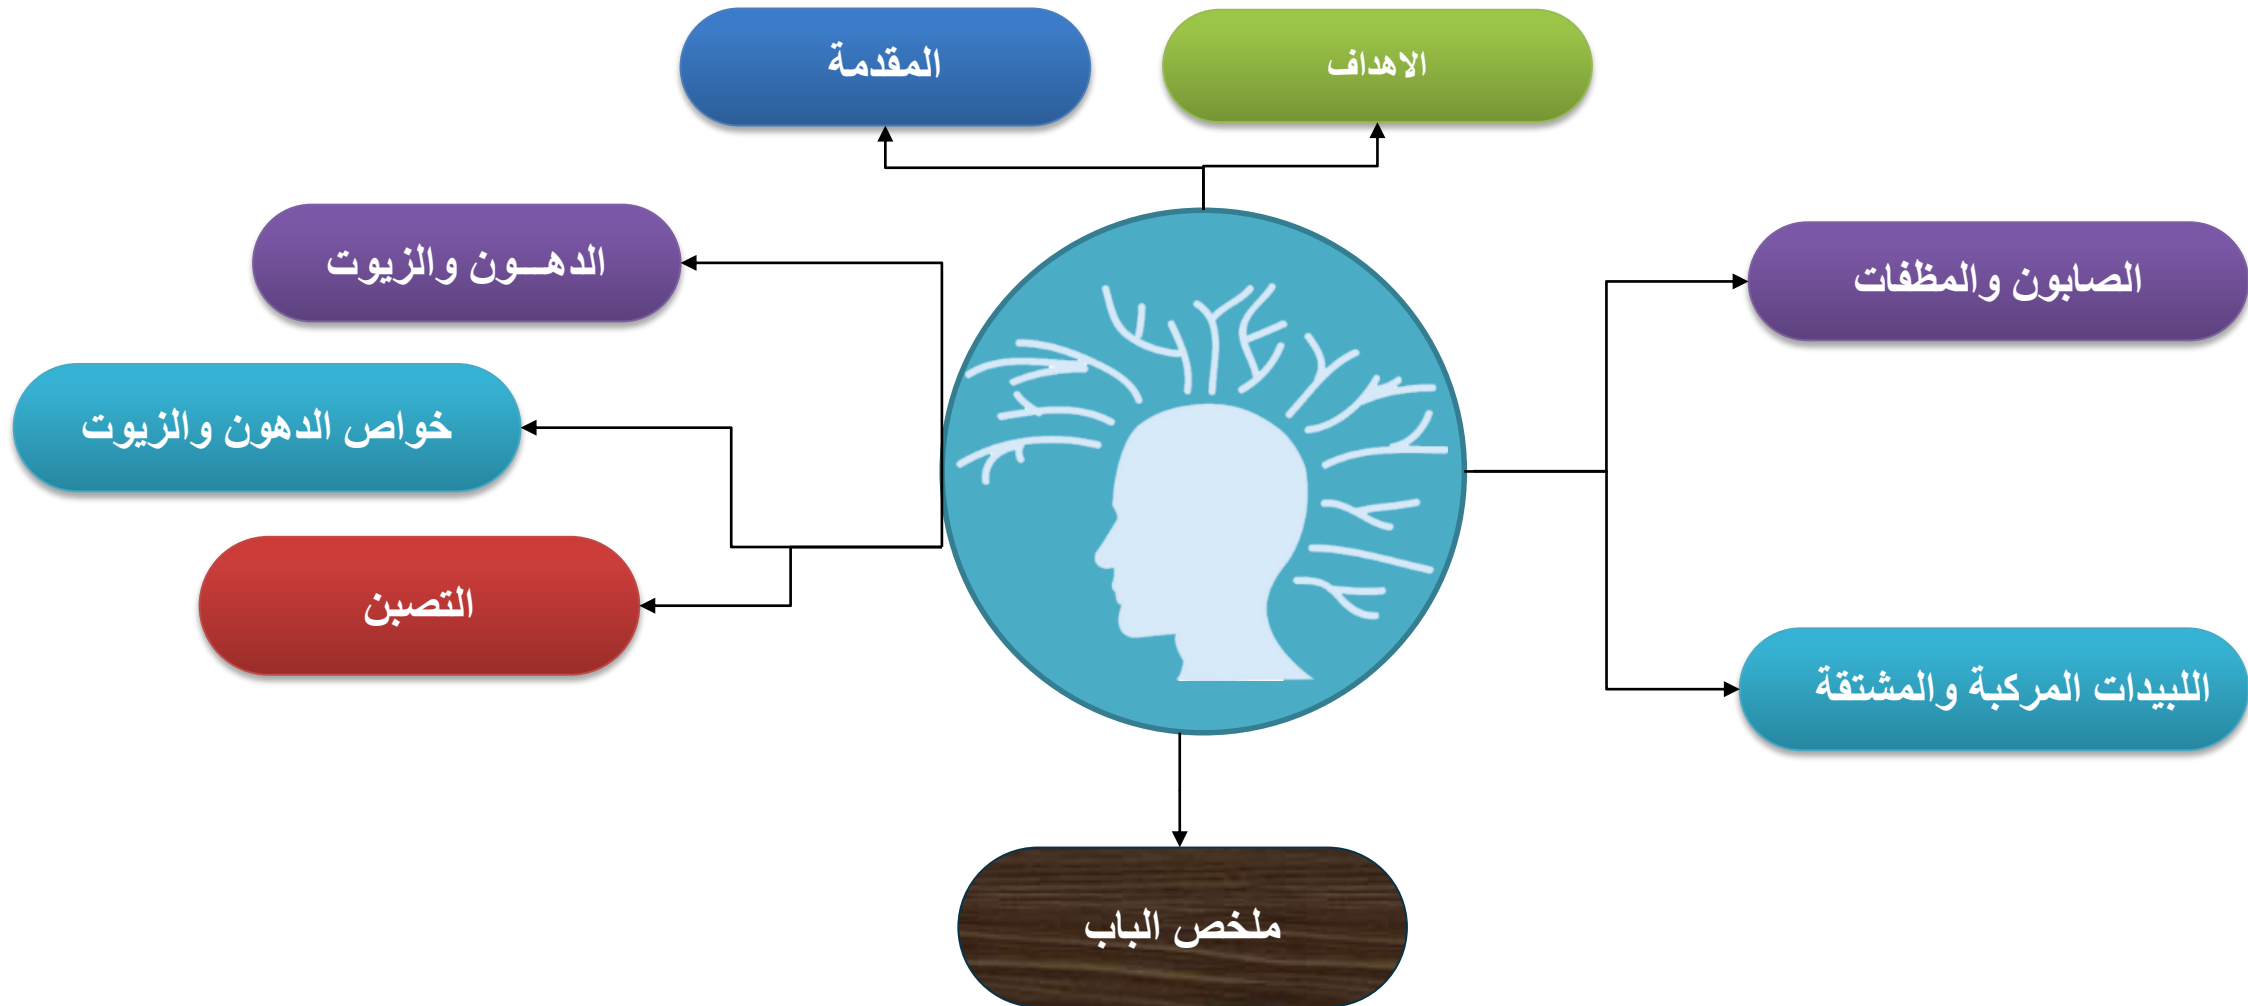 الاهداف
المقدمة
الصابون والمظفات
الدهـــون والزيوت
خواص الدهون والزيوت
التصبن
اللبيدات المركبة والمشتقة
ملخص الباب